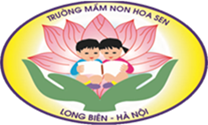 TRƯỜNG MẦM NON HOA SEN
LONG BIÊN - HÀ NỘI